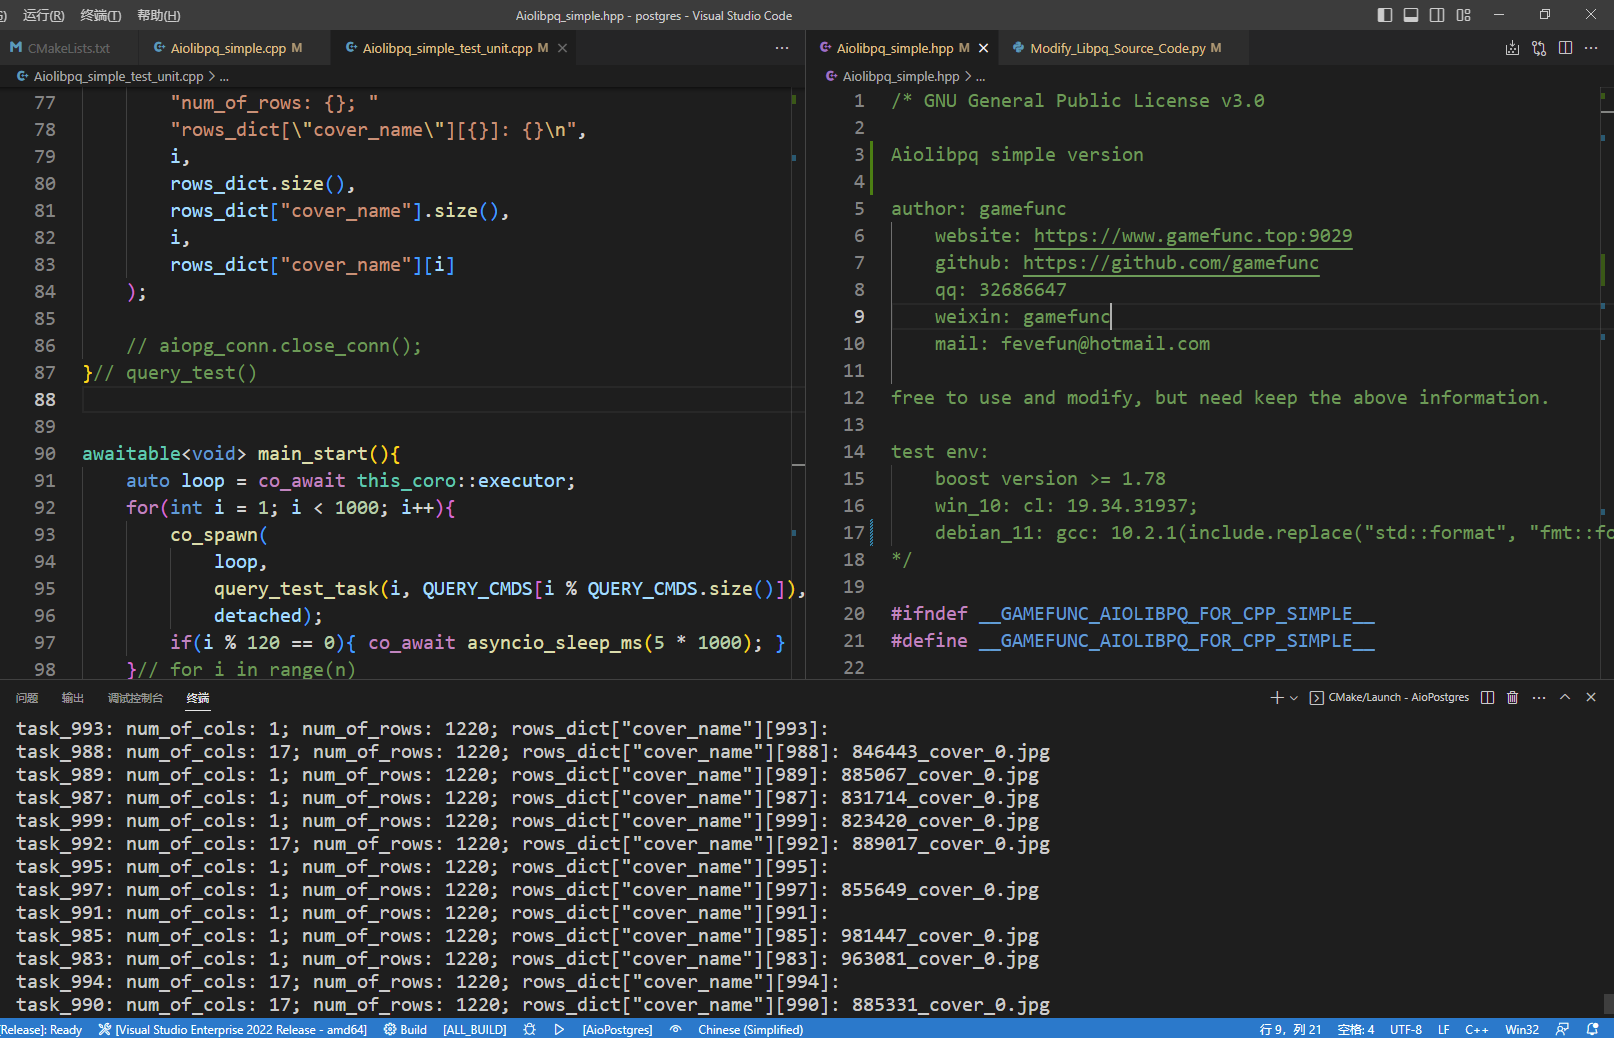 运行(R) 终端(T) 帮助(H) Aiolibpq_simple.hpp - postgres - Visual Studio Code
CMakeLists.txt Aiolibpq_simple.cpp M Aiolibpq_simple_test_unit.cpp M
Aiolibpq_simple_test_unit.cpp > ...
77 "num_of_rows: {}; "
78 "rows_dict[\"cover_name\"][{}]: {}\n",
79 i,
80 rows_dict.size(),
81 rows_dict["cover_name"].size(),
82 i,
83 rows_dict["cover_name"][i]
84 );
85
86 // aiopg_conn.close_conn();
87 }// query_test()
88
89
90 awaitable<void> main_start(){
91 auto loop = co_await this_coro::executor;
92 for(int i = 1; i < 1000; i++){
93 co_spawn(
94 loop,
95 query_test_task(i, QUERY_CMDS[i % QUERY_CMDS.size()]),
96 detached);
97 if(i % 120 == 0){ co_await asyncio_sleep_ms(5 * 1000); }
98 }// for i in range(n)
Aiolibpq_simple.hpp M Modify_Libpq_Source_Code.py M
Aiolibpq_simple.hpp > ...
1 /* GNU General Public License v3.0
2
3 Aiolibpq simple version
4
5 author: gamefunc
6 website: https://www.gamefunc.top:9029
7 github: https://github.com/gamefunc
8 qq: 32686647
9 weixin: gamefunc
10 mail: fevefun@hotmail.com
11
12 free to use and modify, but need keep the above information.
13
14 test env:
15 boost version >= 1.78
16 win_10: cl: 19.34.31937;
17 debian_11: gcc: 10.2.1(include.replace("std::format", "fmt::fo
18 */
19
20 #ifndef __GAMEFUNC_AIOLIBPQ_FOR_CPP_SIMPLE__
21 #define __GAMEFUNC_AIOLIBPQ_FOR_CPP_SIMPLE__
22
问题 输出 调试控制台 终端 CMake/Launch - AioPostgres
task_993: num_of_cols: 1; num_of_rows: 1220; rows_dict["cover_name"][993]:
task_988: num_of_cols: 17; num_of_rows: 1220; rows_dict["cover_name"][988]: 846443_cover_0.jpg
task_989: num_of_cols: 1; num_of_rows: 1220; rows_dict["cover_name"][989]: 885067_cover_0.jpg
task_987: num_of_cols: 1; num_of_rows: 1220; rows_dict["cover_name"][987]: 831714_cover_0.jpg
task_999: num_of_cols: 1; num_of_rows: 1220; rows_dict["cover_name"][999]: 823420_cover_0.jpg
task_992: num_of_cols: 17; num_of_rows: 1220; rows_dict["cover_name"][992]: 889017_cover_0.jpg
task_995: num_of_cols: 1; num_of_rows: 1220; rows_dict["cover_name"][995]:
task_997: num_of_cols: 1; num_of_rows: 1220; rows_dict["cover_name"][997]: 855649_cover_0.jpg
task_991: num_of_cols: 1; num_of_rows: 1220; rows_dict["cover_name"][991]:
task_985: num_of_cols: 1; num_of_rows: 1220; rows_dict["cover_name"][985]: 981447_cover_0.jpg
task_983: num_of_cols: 1; num_of_rows: 1220; rows_dict["cover_name"][983]: 963081_cover_0.jpg
task_994: num_of_cols: 17; num_of_rows: 1220; rows_dict["cover_name"][994]:
task_990: num_of_cols: 17; num_of_rows: 1220; rows_dict["cover_name"][990]: 885331_cover_0.jpg
Release]: Ready [Visual Studio Enterprise 2022 Release - amd64] Build [ALL_BUILD] [AioPostgres] Chinese (Simplified) 行 9，列 21 空格: 4 UTF-8 LF C++ Win32